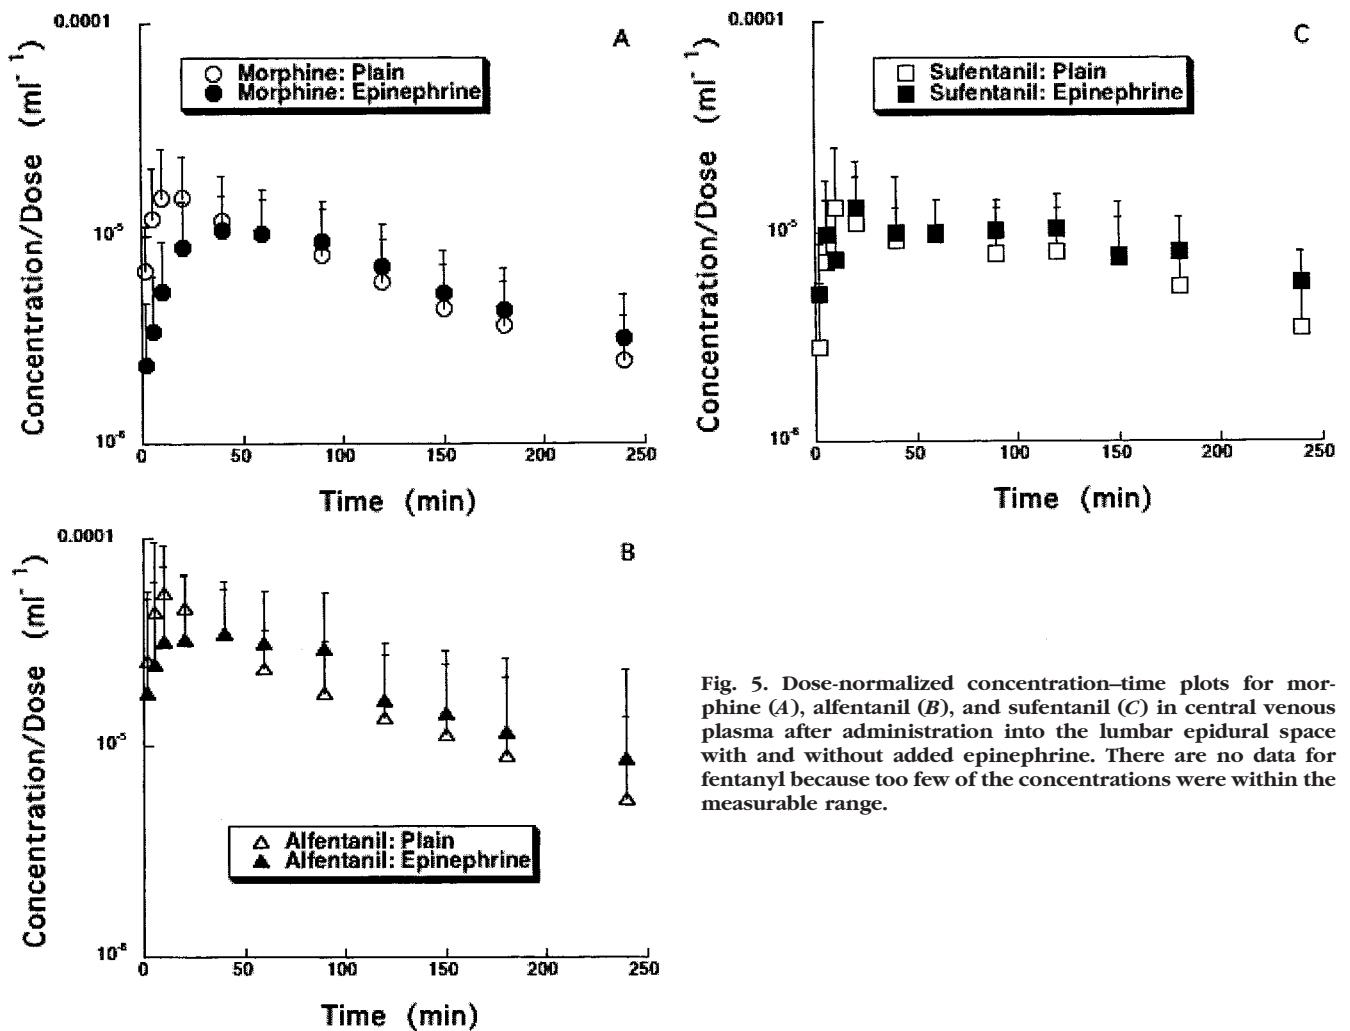 0.0001
A
Morphine: Plain
Morphine: Epinephrine
Concentration/Dose (ml⁻¹)
10⁻⁵
10⁻⁶
0 50 100 150 200 250
Time (min)
0.0001
C
Sufentanil: Plain
Sufentanil: Epinephrine
Concentration/Dose (ml⁻¹)
10⁻⁵
10⁻⁶
0 50 100 150 200 250
Time (min)
0.0001
B
Concentration/Dose (ml⁻¹)
10⁻⁵
Alfentanil: Plain
Alfentanil: Epinephrine
10⁻⁶
0 50 100 150 200 250
Time (min)
Fig. 5. Dose-normalized concentration–time plots for mor-
phine (A), alfentanil (B), and sufentanil (C) in central venous
plasma after administration into the lumbar epidural space
with and without added epinephrine. There are no data for
fentanyl because too few of the concentrations were within the
measurable range.